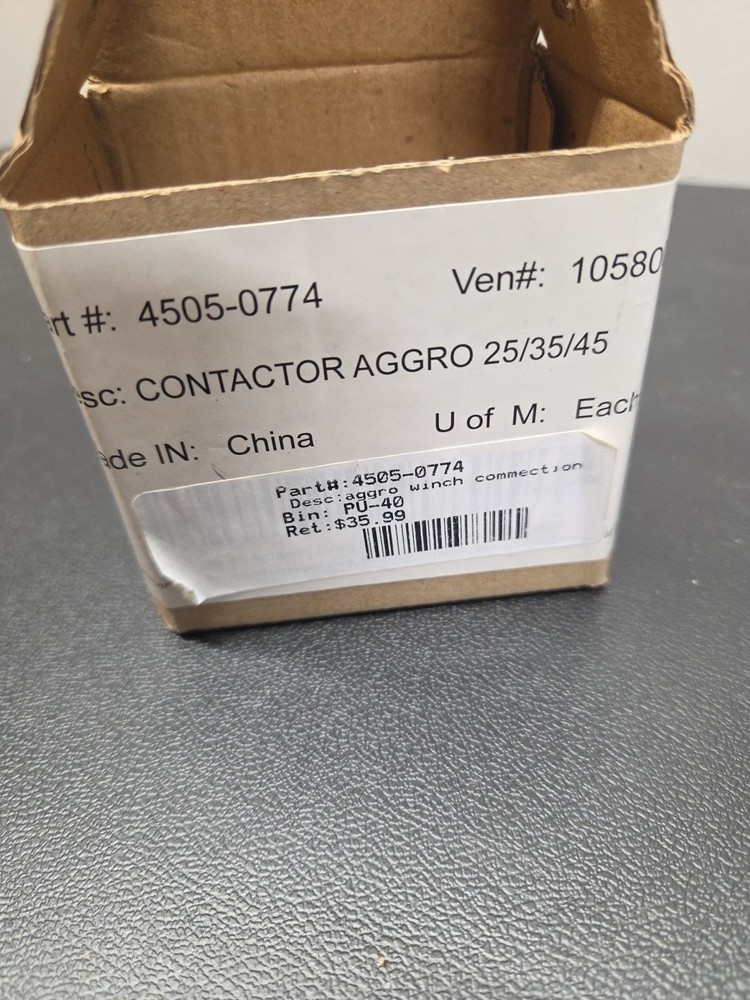 rt #: 4505-0774 Ven#: 10580
sc: CONTACTOR AGGRO 25/35/45
ade IN: China U of M: Each
Part#:4505-0774
Desc:aggro winch commection
Bin: PU-40
Ret:$35.99